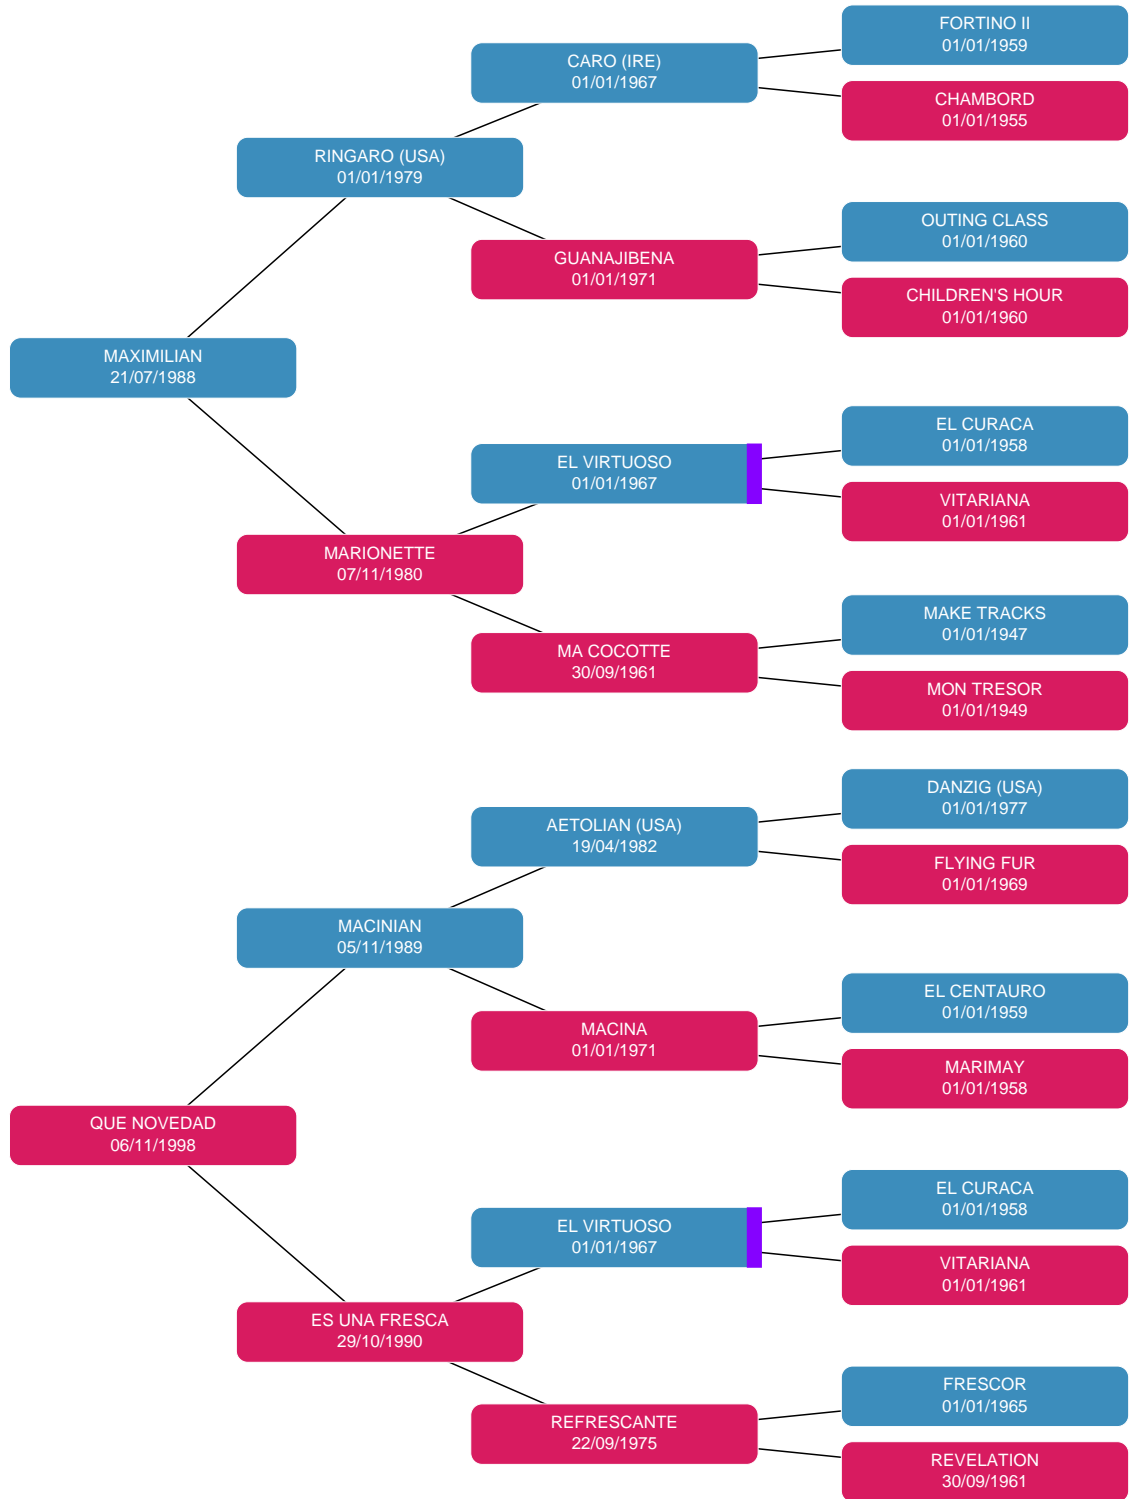 FORTINO II
01/01/1959
CARO (IRE)
01/01/1967
CHAMBORD
01/01/1955
RINGARO (USA)
01/01/1979
OUTING CLASS
01/01/1960
GUANAJIBENA
01/01/1971
CHILDREN'S HOUR
01/01/1960
MAXIMILIAN
21/07/1988
EL CURACA
01/01/1958
EL VIRTUOSO
01/01/1967
VITARIANA
01/01/1961
MARIONETTE
07/11/1980
MAKE TRACKS
01/01/1947
MA COCOTTE
30/09/1961
MON TRESOR
01/01/1949
DANZIG (USA)
01/01/1977
AETOLIAN (USA)
19/04/1982
FLYING FUR
01/01/1969
MACINIAN
05/11/1989
EL CENTAURO
01/01/1959
MACINA
01/01/1971
MARIMAY
01/01/1958
QUE NOVEDAD
06/11/1998
EL CURACA
01/01/1958
EL VIRTUOSO
01/01/1967
VITARIANA
01/01/1961
ES UNA FRESCA
29/10/1990
FRESCOR
01/01/1965
REFRESCANTE
22/09/1975
REVELATION
30/09/1961